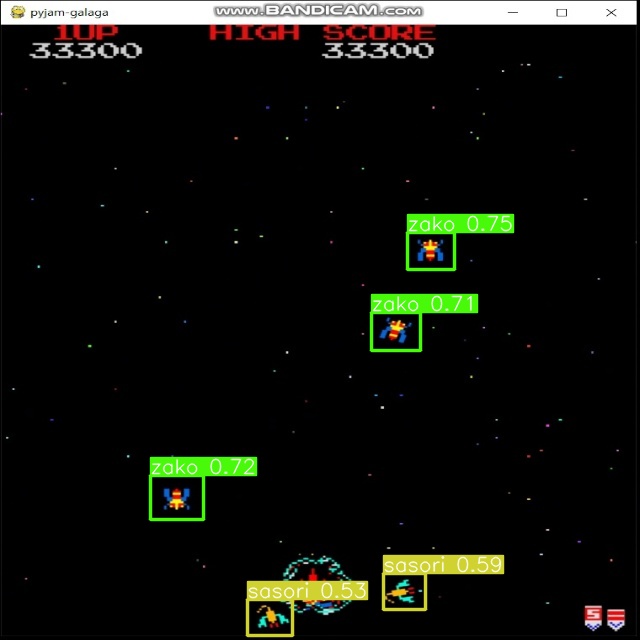 pyjam-galaga
www.BANDICAM.com
1UP HIGH SCORE
33300 33300
zako 0.75
zako 0.71
zako 0.72
sasori 0.59
sasori 0.53
5